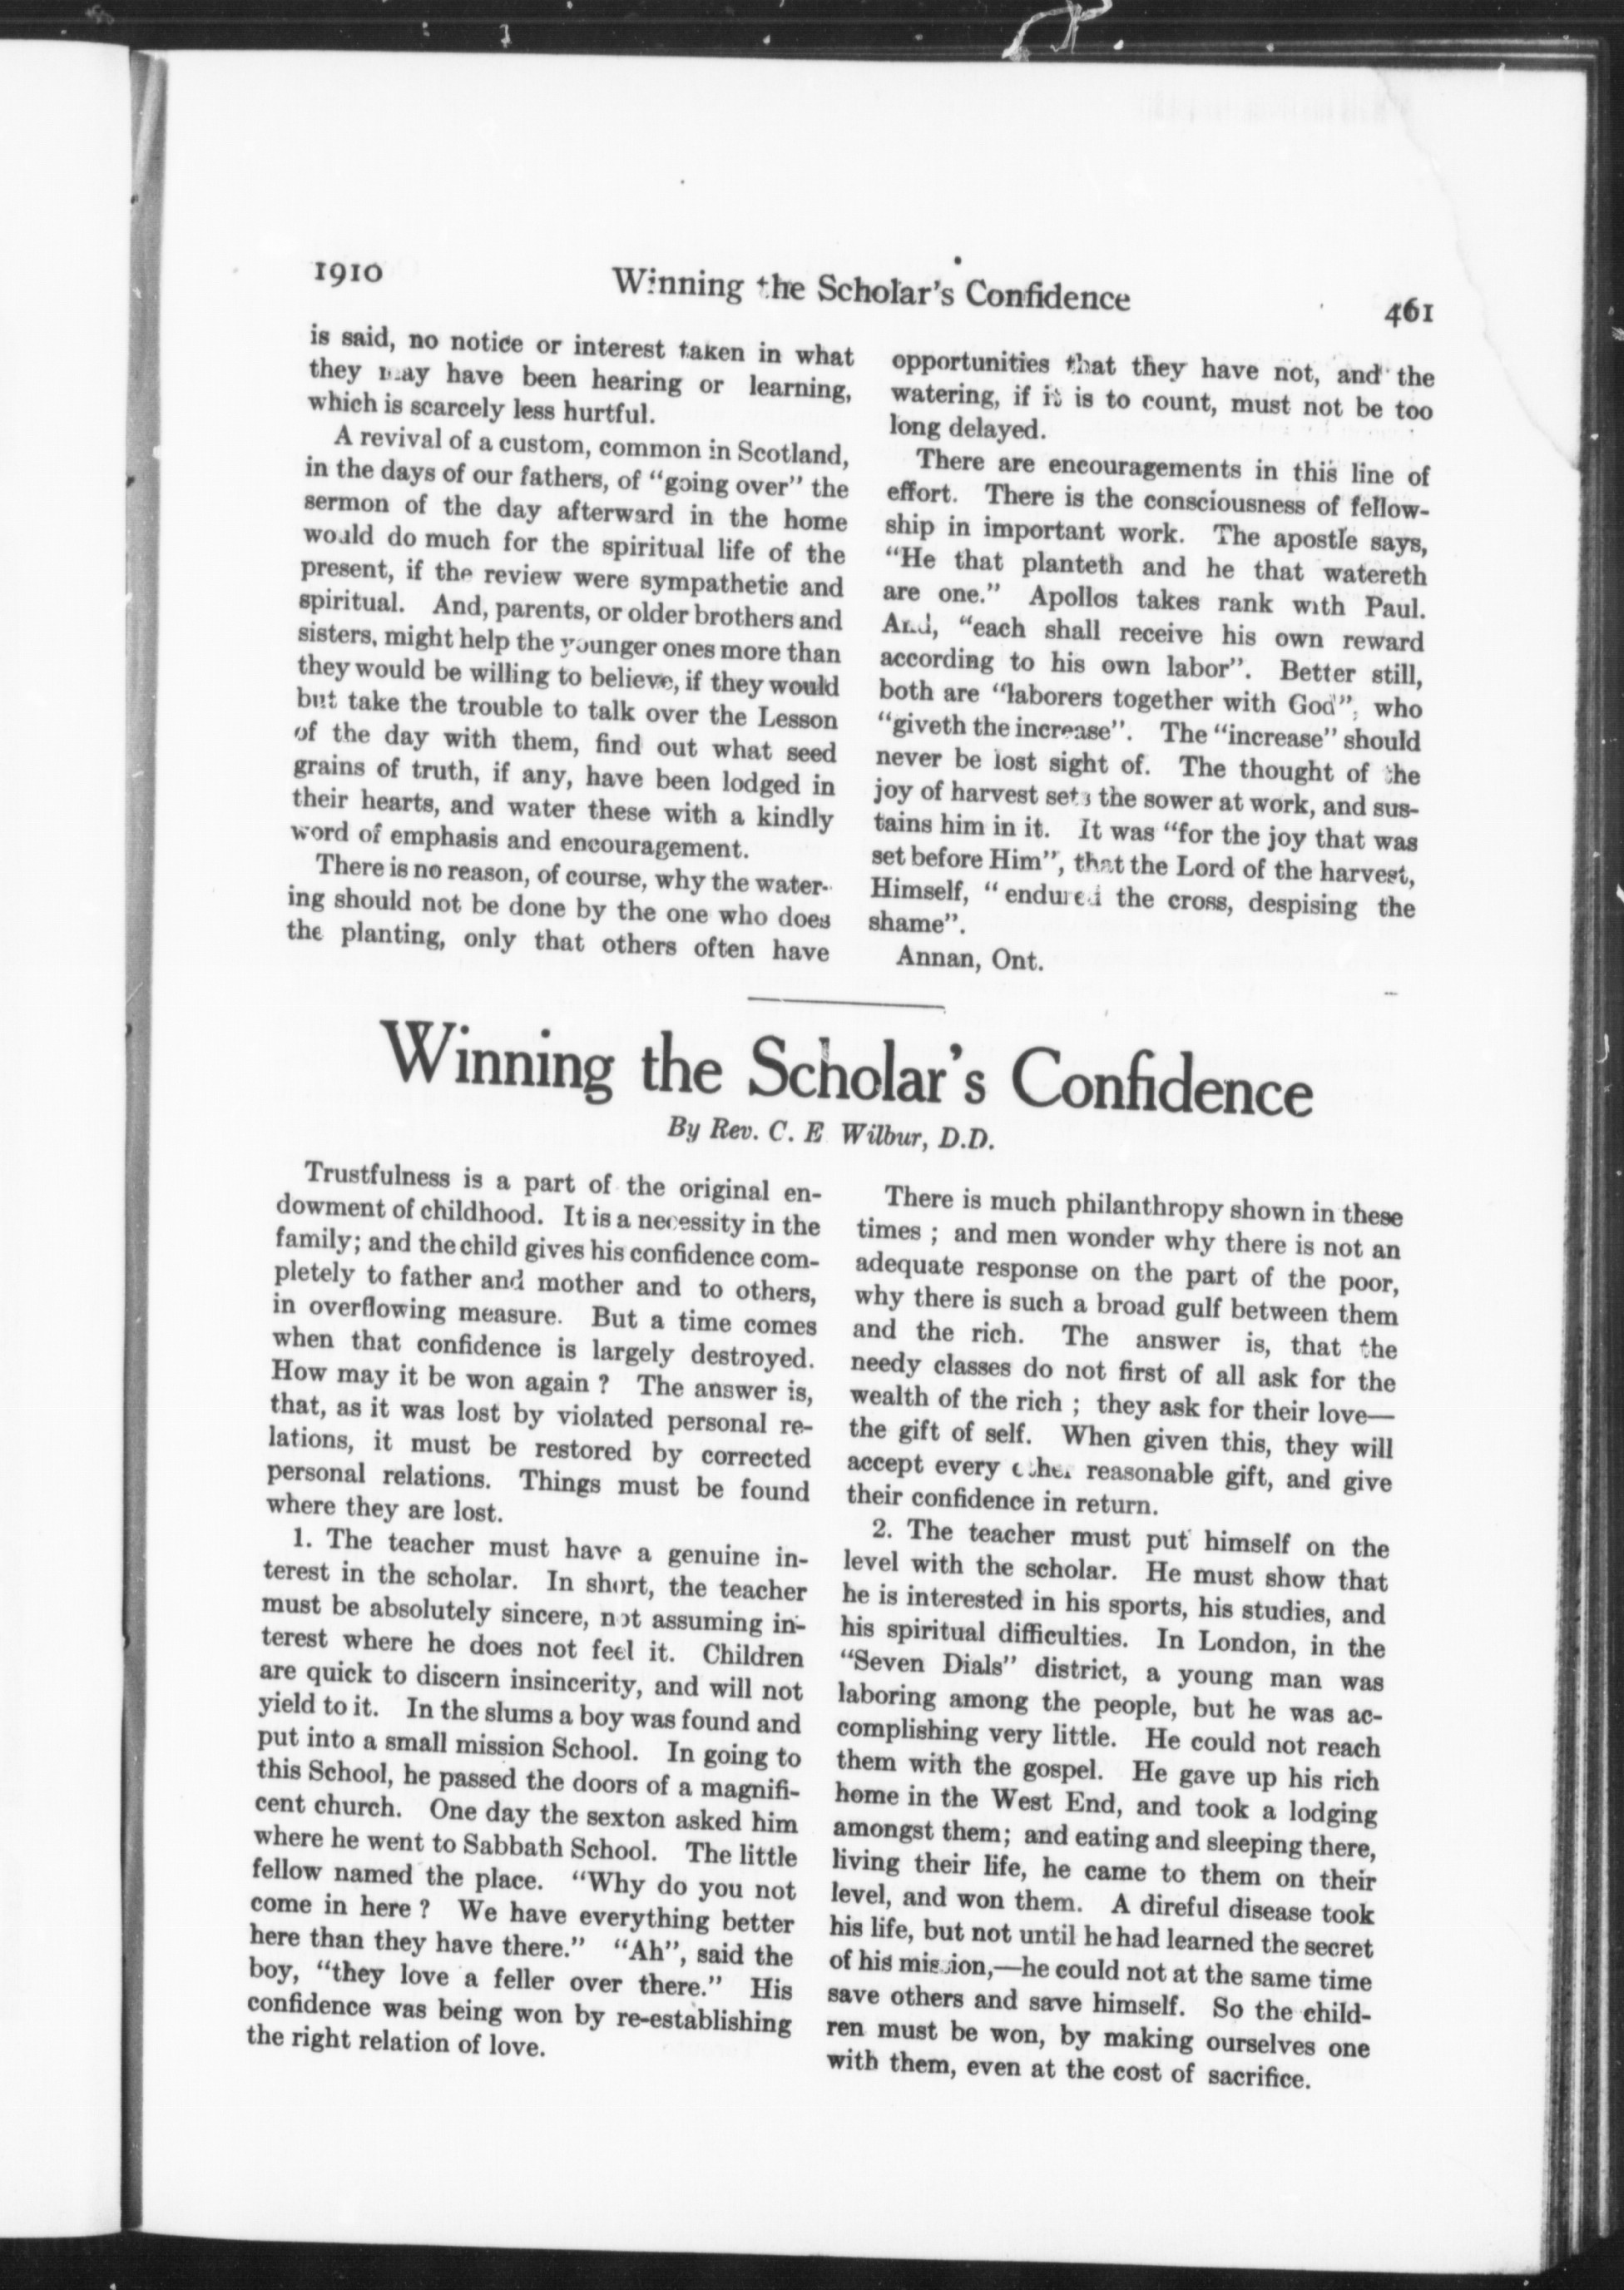 1910
Winning the Scholar's Confidence
461
is said, no notice or interest taken in what
they may have been hearing or learning,
which is scarcely less hurtful.
A revival of a custom, common in Scotland,
in the days of our fathers, of "going over" the
sermon of the day afterward in the home
would do much for the spiritual life of the
present, if the review were sympathetic and
spiritual. And, parents, or older brothers and
sisters, might help the younger ones more than
they would be willing to believe, if they would
but take the trouble to talk over the Lesson
of the day with them, find out what seed
grains of truth, if any, have been lodged in
their hearts, and water these with a kindly
word of emphasis and encouragement.
There is no reason, of course, why the water-
ing should not be done by the one who does
the planting, only that others often have
opportunities that they have not, and the
watering, if it is to count, must not be too
long delayed.
There are encouragements in this line of
effort. There is the consciousness of fellow-
ship in important work. The apostle says,
"He that planteth and he that watereth
are one." Apollos takes rank with Paul.
And, "each shall receive his own reward
according to his own labor". Better still,
both are "laborers together with God", who
"giveth the increase". The "increase" should
never be lost sight of. The thought of the
joy of harvest sets the sower at work, and sus-
tains him in it. It was "for the joy that was
set before Him", that the Lord of the harvest,
Himself, "endured the cross, despising the
shame".
Annan, Ont.
Winning the Scholar's Confidence
By Rev. C. E Wilbur, D.D.
Trustfulness is a part of the original en-
dowment of childhood. It is a necessity in the
family; and the child gives his confidence com-
pletely to father and mother and to others,
in overflowing measure. But a time comes
when that confidence is largely destroyed.
How may it be won again ? The answer is,
that, as it was lost by violated personal re-
lations, it must be restored by corrected
personal relations. Things must be found
where they are lost.
1. The teacher must have a genuine in-
terest in the scholar. In short, the teacher
must be absolutely sincere, not assuming in-
terest where he does not feel it. Children
are quick to discern insincerity, and will not
yield to it. In the slums a boy was found and
put into a small mission School. In going to
this School, he passed the doors of a magnifi-
cent church. One day the sexton asked him
where he went to Sabbath School. The little
fellow named the place. "Why do you not
come in here ? We have everything better
here than they have there." "Ah", said the
boy, "they love a feller over there." His
confidence was being won by re-establishing
the right relation of love.
There is much philanthropy shown in these
times ; and men wonder why there is not an
adequate response on the part of the poor,
why there is such a broad gulf between them
and the rich. The answer is, that the
needy classes do not first of all ask for the
wealth of the rich ; they ask for their love—
the gift of self. When given this, they will
accept every other reasonable gift, and give
their confidence in return.
2. The teacher must put himself on the
level with the scholar. He must show that
he is interested in his sports, his studies, and
his spiritual difficulties. In London, in the
"Seven Dials" district, a young man was
laboring among the people, but he was ac-
complishing very little. He could not reach
them with the gospel. He gave up his rich
home in the West End, and took a lodging
amongst them; and eating and sleeping there,
living their life, he came to them on their
level, and won them. A direful disease took
his life, but not until he had learned the secret
of his mission,—he could not at the same time
save others and save himself. So the child-
ren must be won, by making ourselves one
with them, even at the cost of sacrifice.